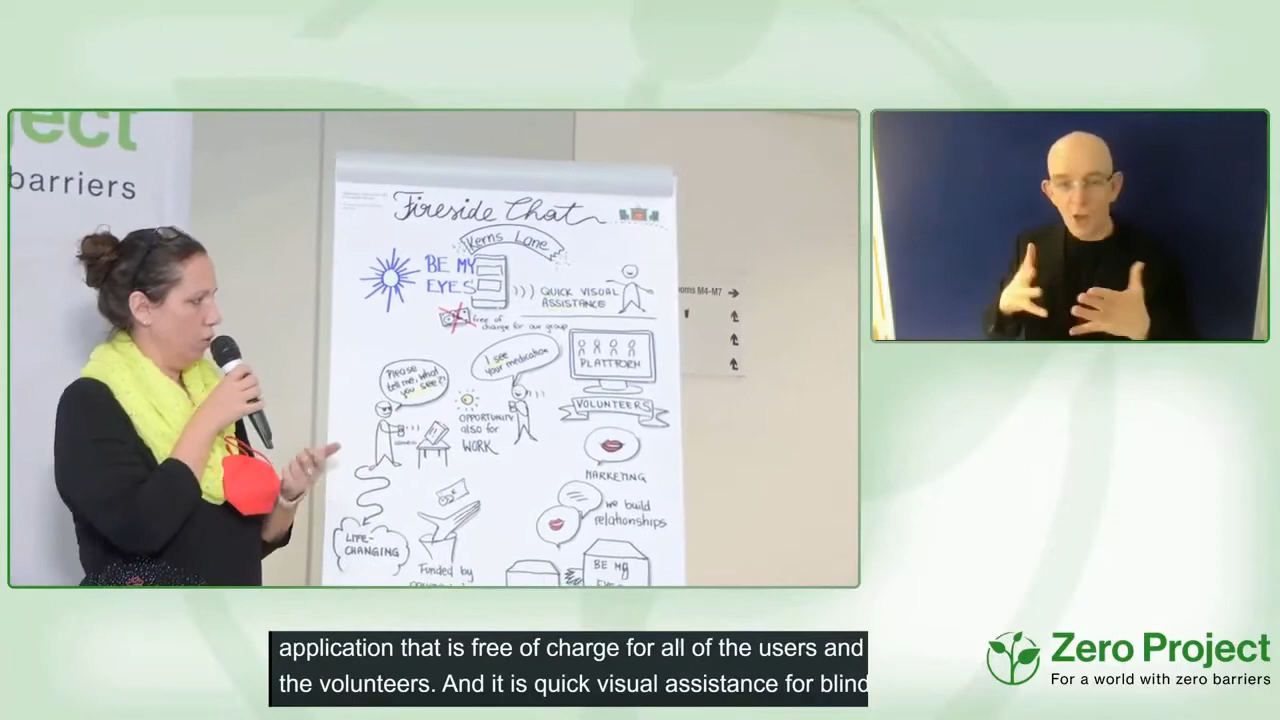 ect
barriers
Fireside Chat
Kerns Lane
BE MY
EYES
QUICK VISUAL
ASSISTANCE
free of
charge for our group
ooms M4-M7
Please
tell me, what
you see?!
I see
your medication
PLATTFORM
VOLUNTEERS
OPPORTUNITY
also for
WORK
MARKETING
we build
relationships
LIFE-
CHANGING
Funded by
BE MY
EYES
application that is free of charge for all of the users and
the volunteers. And it is quick visual assistance for blind
Zero Project
For a world with zero barriers